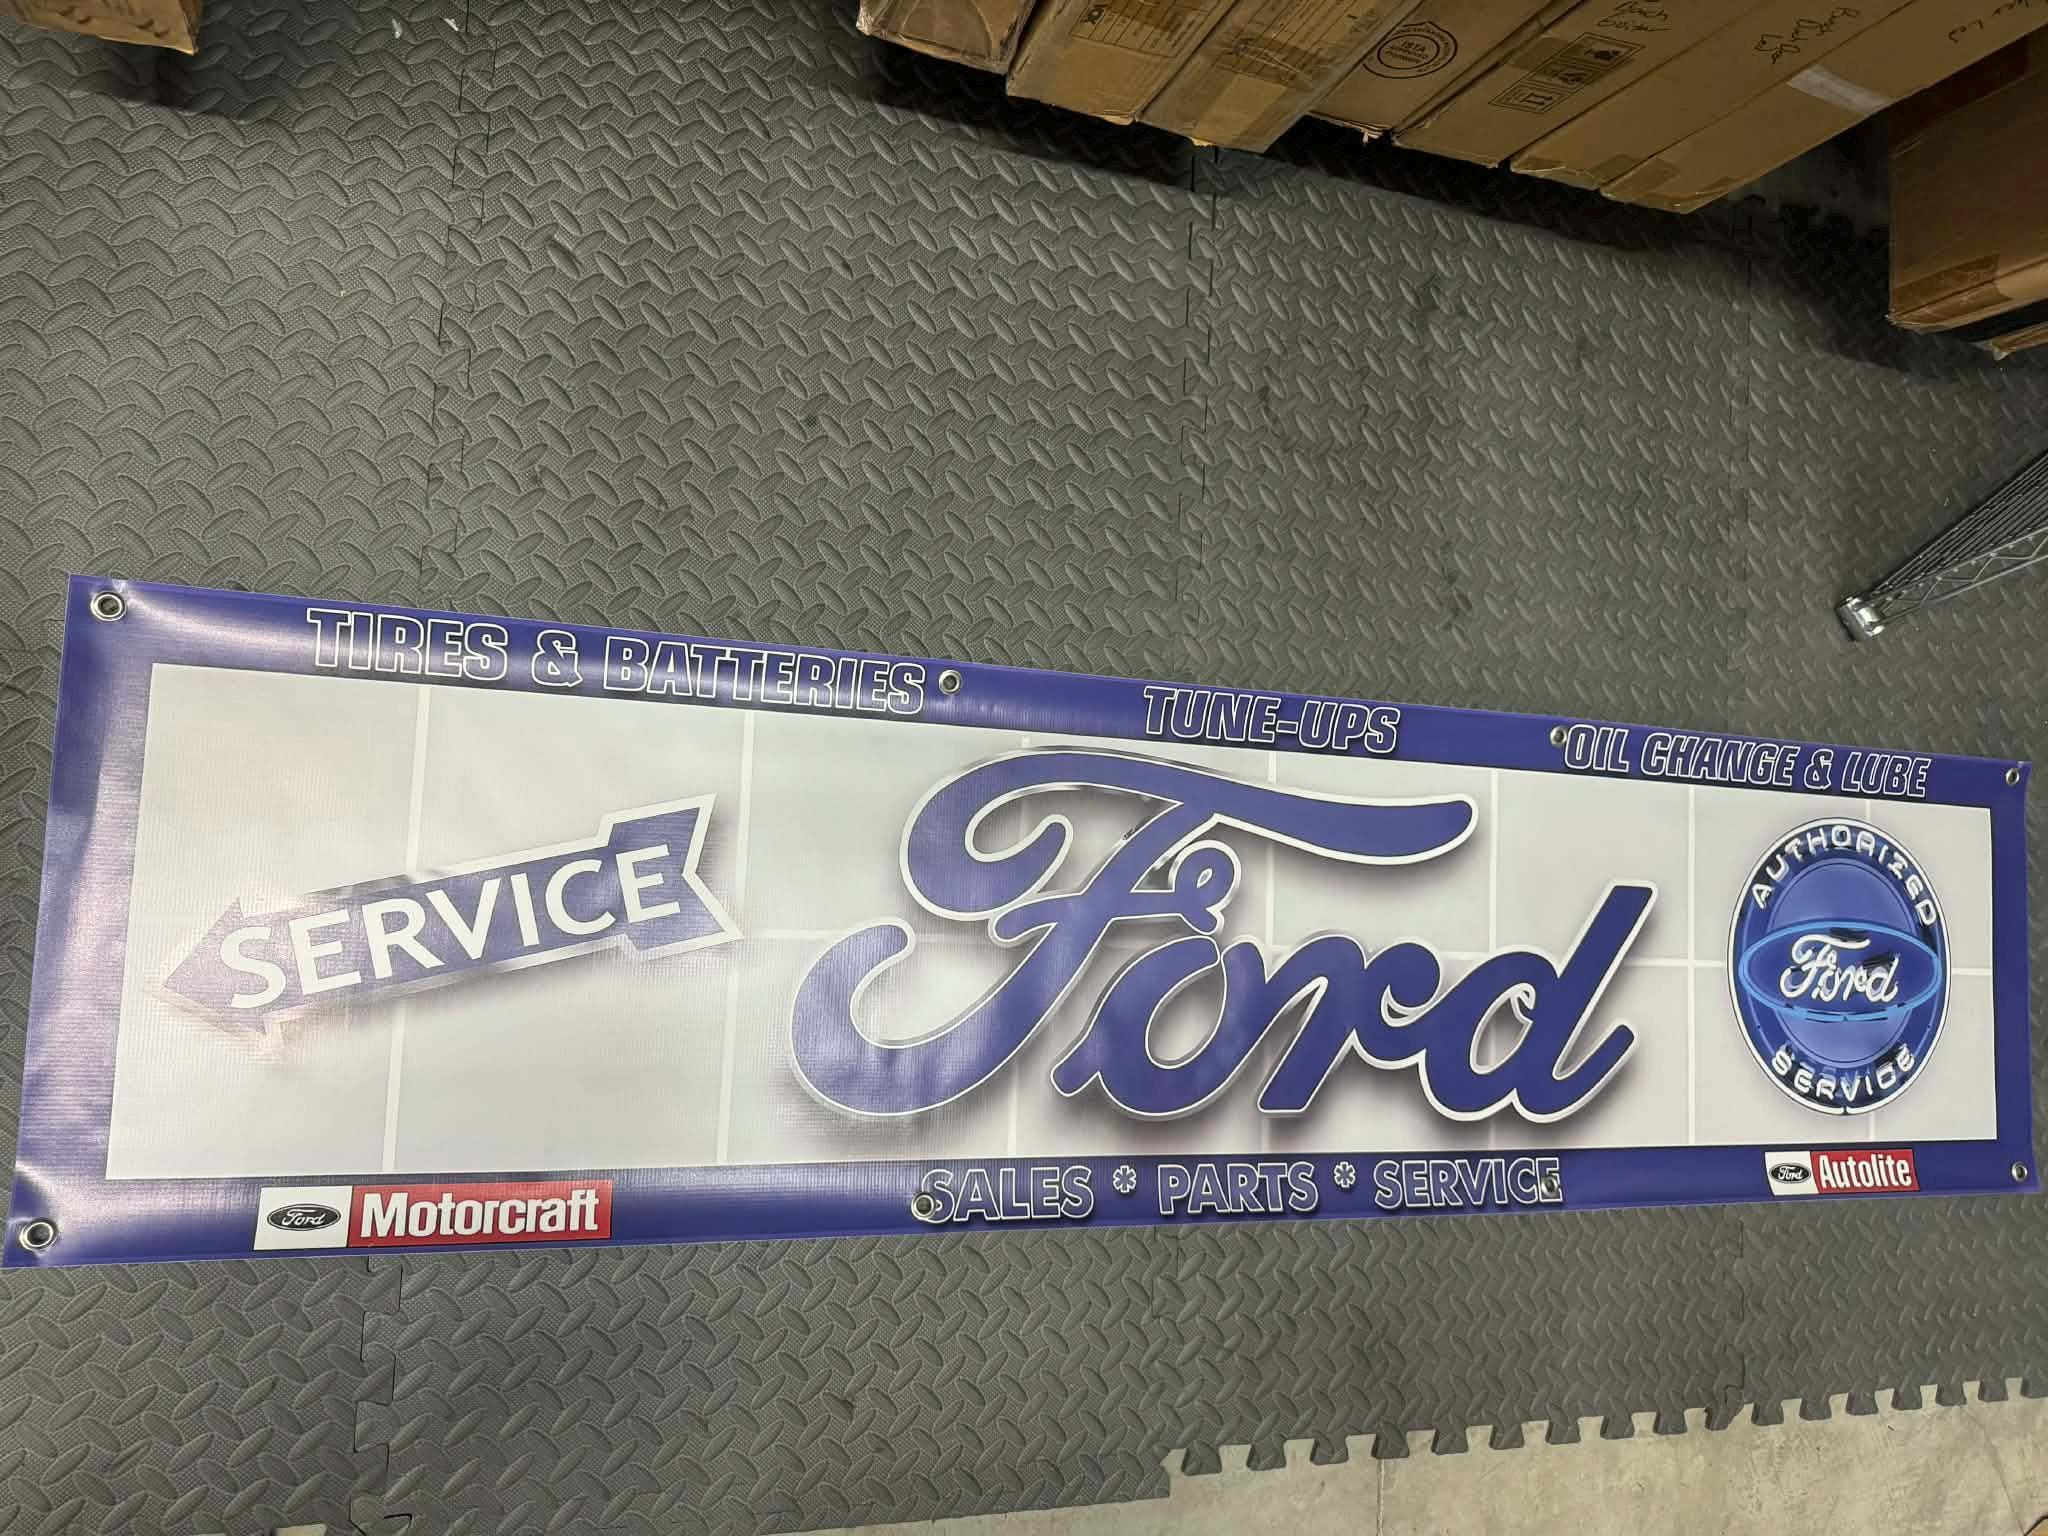 ISTA
TIRES & BATTERIES
TUNE-UPS
OIL CHANGE & LUBE
SERVICE
Ford
AUTHORIZED
Ford
SERVICE
Ford Motorcraft
SALES * PARTS * SERVICE
Ford Autolite